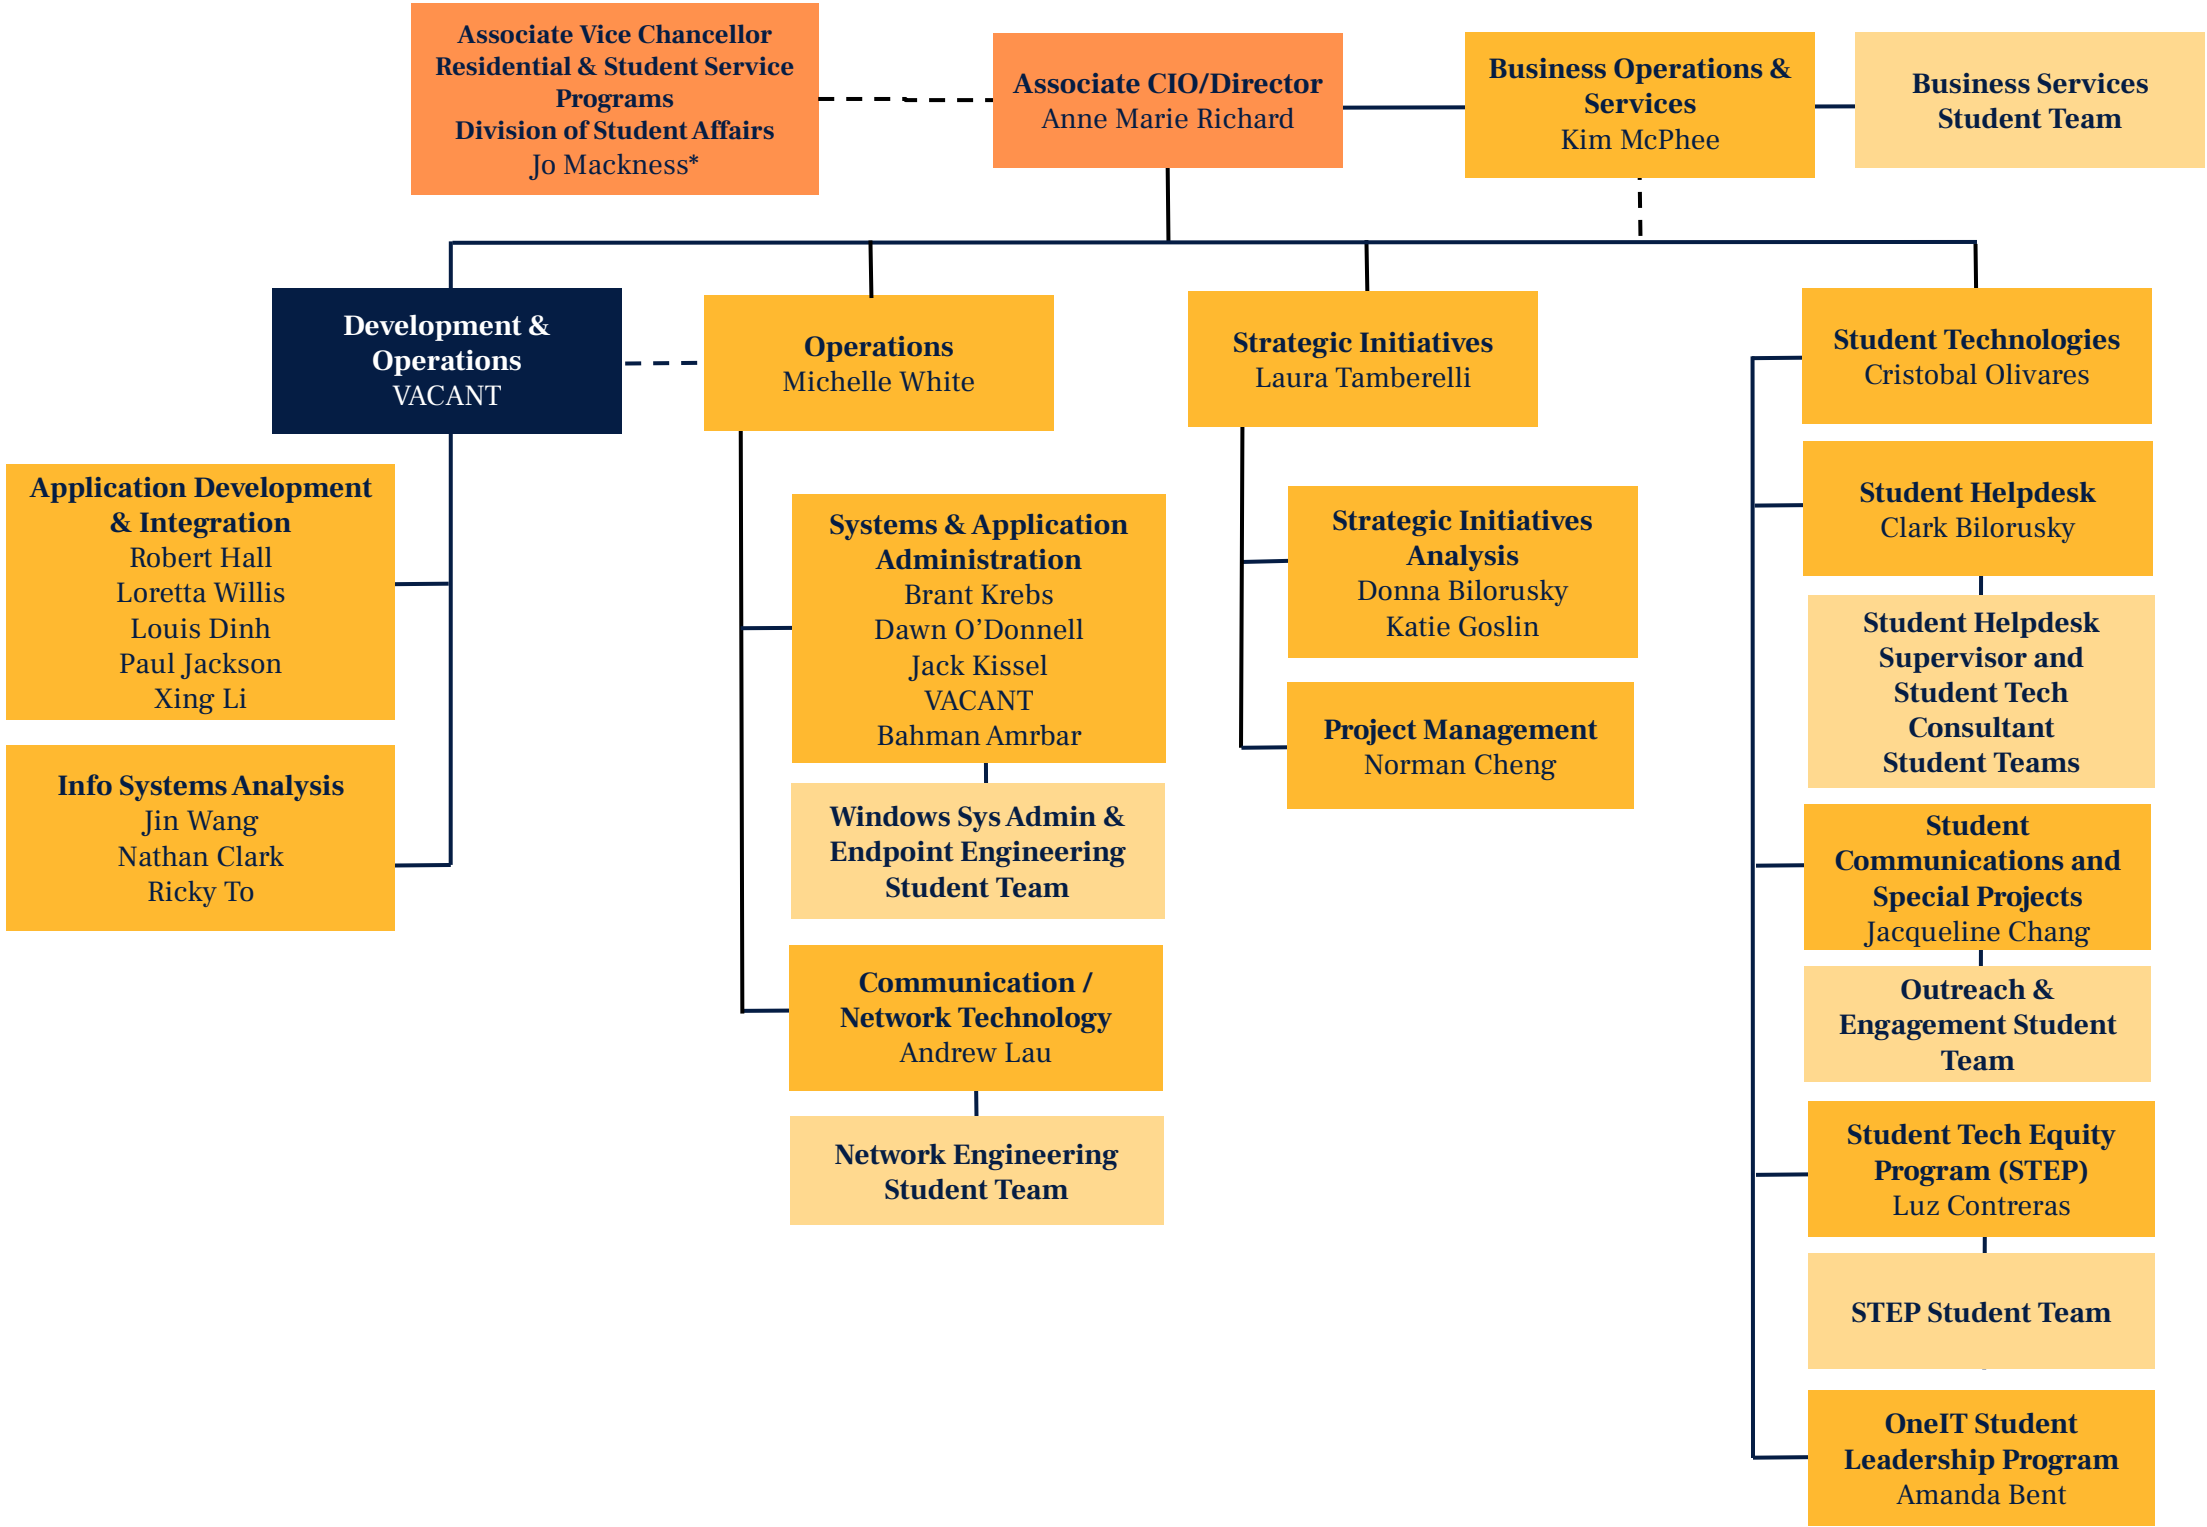 Associate Vice Chancellor
Residential & Student Service
Programs
Division of Student Affairs
Jo Mackness*
Associate CIO/Director
Anne Marie Richard
Business Operations &
Services
Kim McPhee
Business Services
Student Team
Development &
Operations
VACANT
Application Development
& Integration
Robert Hall
Loretta Willis
Louis Dinh
Paul Jackson
Xing Li
Info Systems Analysis
Jin Wang
Nathan Clark
Ricky To
Operations
Michelle White
Systems & Application
Administration
Brant Krebs
Dawn O’Donnell
Jack Kissel
VACANT
Bahman Amrbar
Windows Sys Admin &
Endpoint Engineering
Student Team
Communication /
Network Technology
Andrew Lau
Network Engineering
Student Team
Strategic Initiatives
Laura Tamberelli
Strategic Initiatives
Analysis
Donna Bilorusky
Katie Goslin
Project Management
Norman Cheng
Student Technologies
Cristobal Olivares
Student Helpdesk
Clark Bilorusky
Student Helpdesk
Supervisor and
Student Tech
Consultant
Student Teams
Student
Communications and
Special Projects
Jacqueline Chang
Outreach &
Engagement Student
Team
Student Tech Equity
Program (STEP)
Luz Contreras
STEP Student Team
OneIT Student
Leadership Program
Amanda Bent